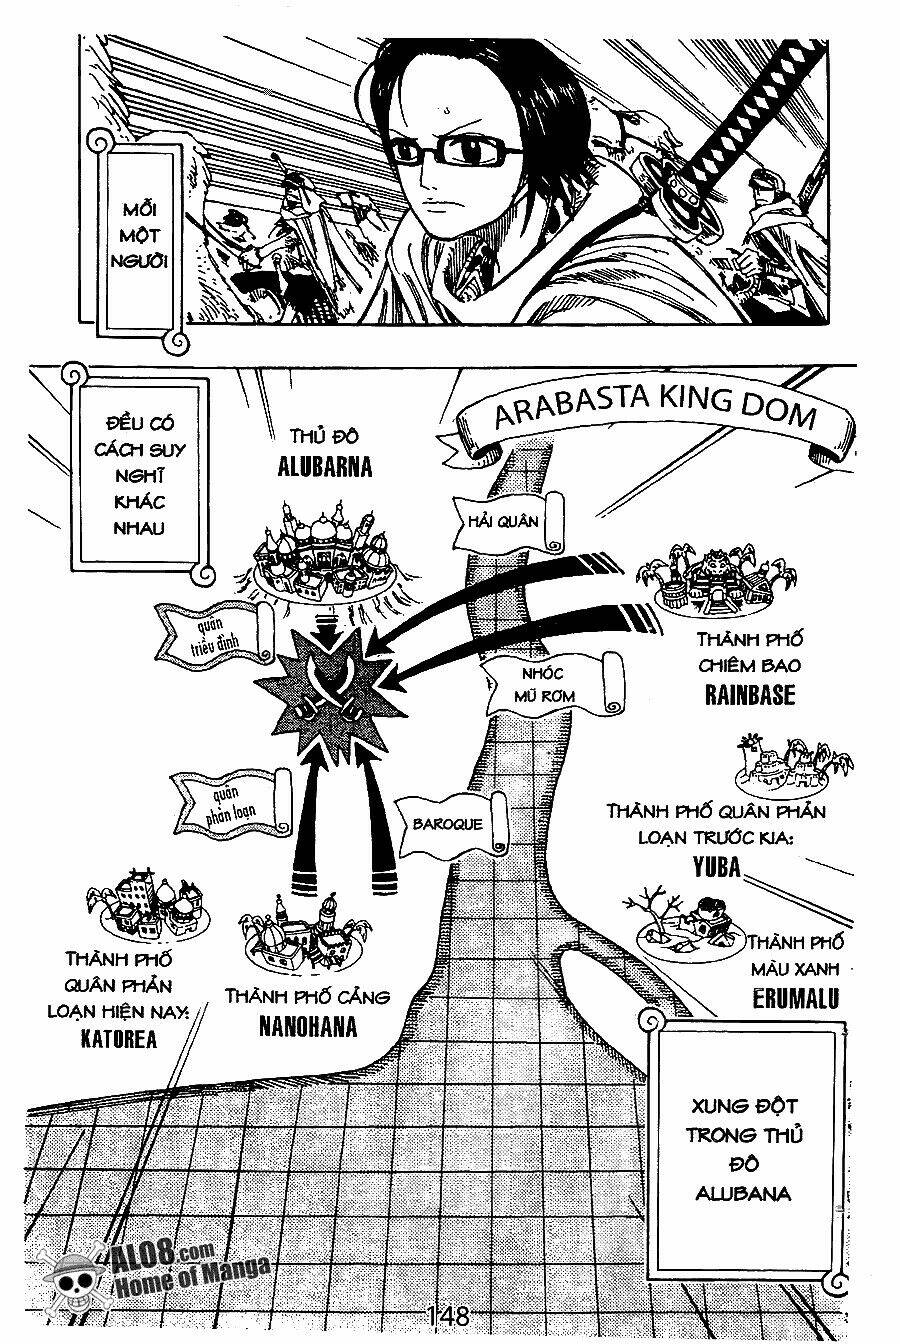 MỖI
MỘT
NGƯỜI
ĐỀU CÓ
CÁCH SUY
NGHĨ
KHÁC
NHAU
ARABASTA KING DOM
THỦ ĐÔ
ALUBARNA
HẢI QUÂN
quân
triều đình
THÀNH PHỐ
CHIÊM BAO
RAINBASE
NHÓC
MŨ RƠM
quân
phản loạn
BAROQUE
THÀNH PHỐ QUÂN PHẢN
LOẠN TRƯỚC KIA:
YUBA
THÀNH PHỐ
QUÂN PHẢN
LOẠN HIỆN NAY:
KATOREA
THÀNH PHỐ CẢNG
NANOHANA
THÀNH PHỐ
MÀU XANH
ERUMALU
XUNG ĐỘT
TRONG THỦ
ĐÔ
ALUBANA
ALO8.com
Home of Manga
148